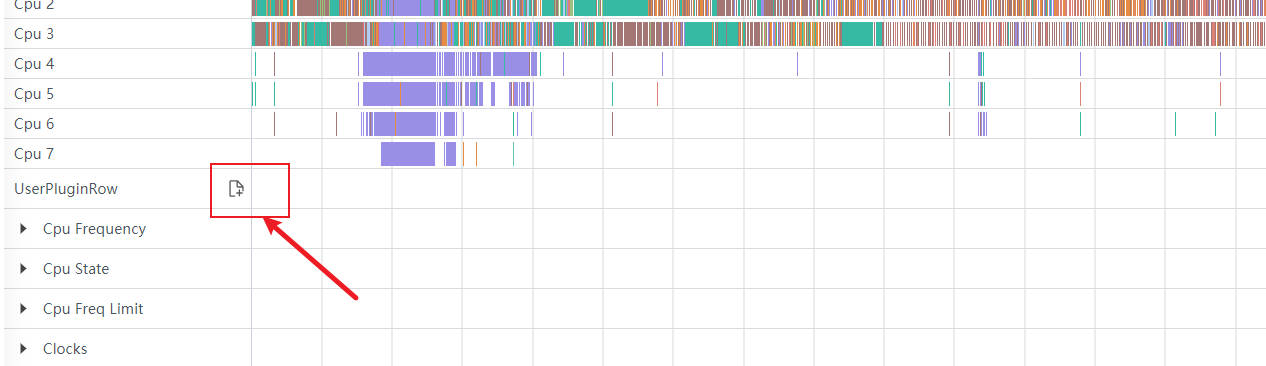 Cpu 2
Cpu 3
Cpu 4
Cpu 5
Cpu 6
Cpu 7
UserPluginRow
Cpu Frequency
Cpu State
Cpu Freq Limit
Clocks